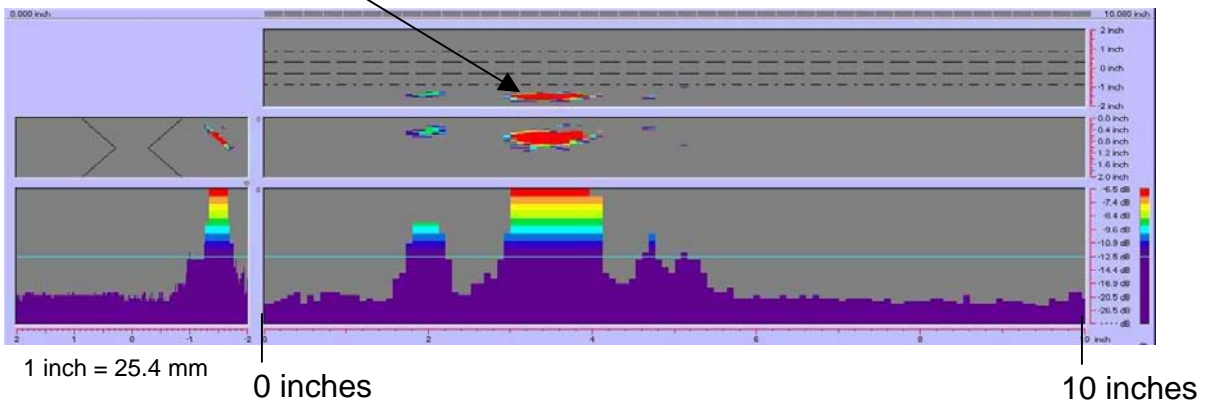 0.000 inch
10.080 inch
2 inch
1 inch
0 inch
-1 inch
-2 inch
0.0 inch
0.4 inch
0.8 inch
1.2 inch
1.6 inch
2.0 inch
0
0
-6.5 dB
-7.4 dB
-8.4 dB
-9.6 dB
-10.9 dB
-12.5 dB
-14.4 dB
-16.9 dB
-20.5 dB
-26.5 dB
---- dB
2 1 0 -1 -2
0 2 4 6 8 10 inch
1 inch = 25.4 mm
0 inches
10 inches